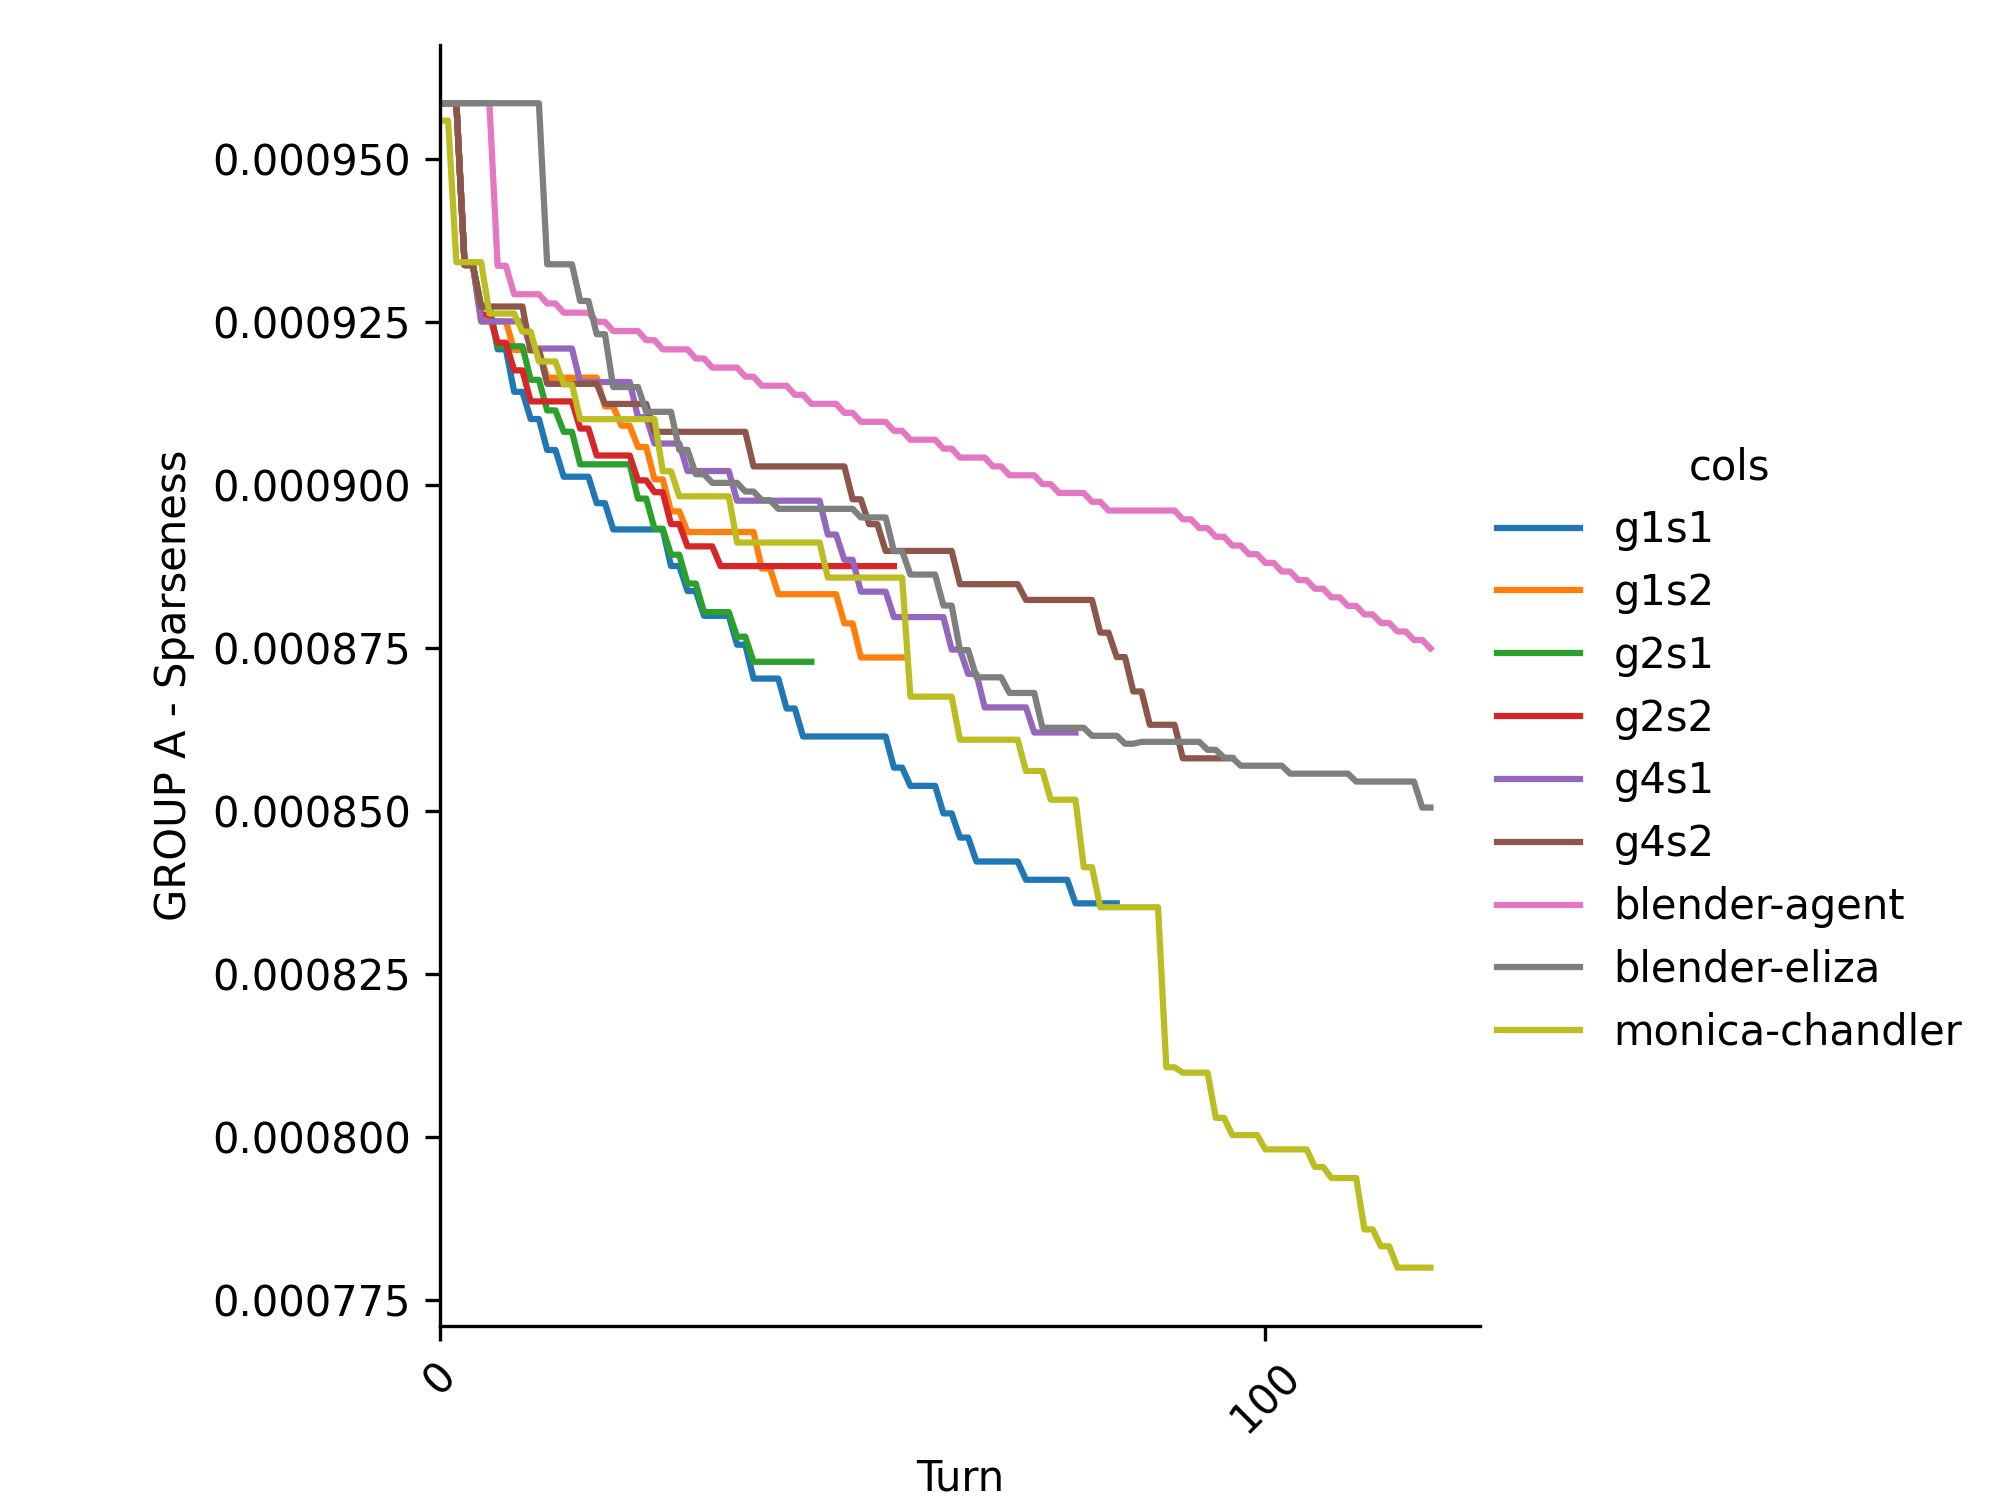 GROUP A - Sparseness
0.000950
0.000925
0.000900
0.000875
0.000850
0.000825
0.000800
0.000775
0
100
Turn
cols
g1s1
g1s2
g2s1
g2s2
g4s1
g4s2
blender-agent
blender-eliza
monica-chandler